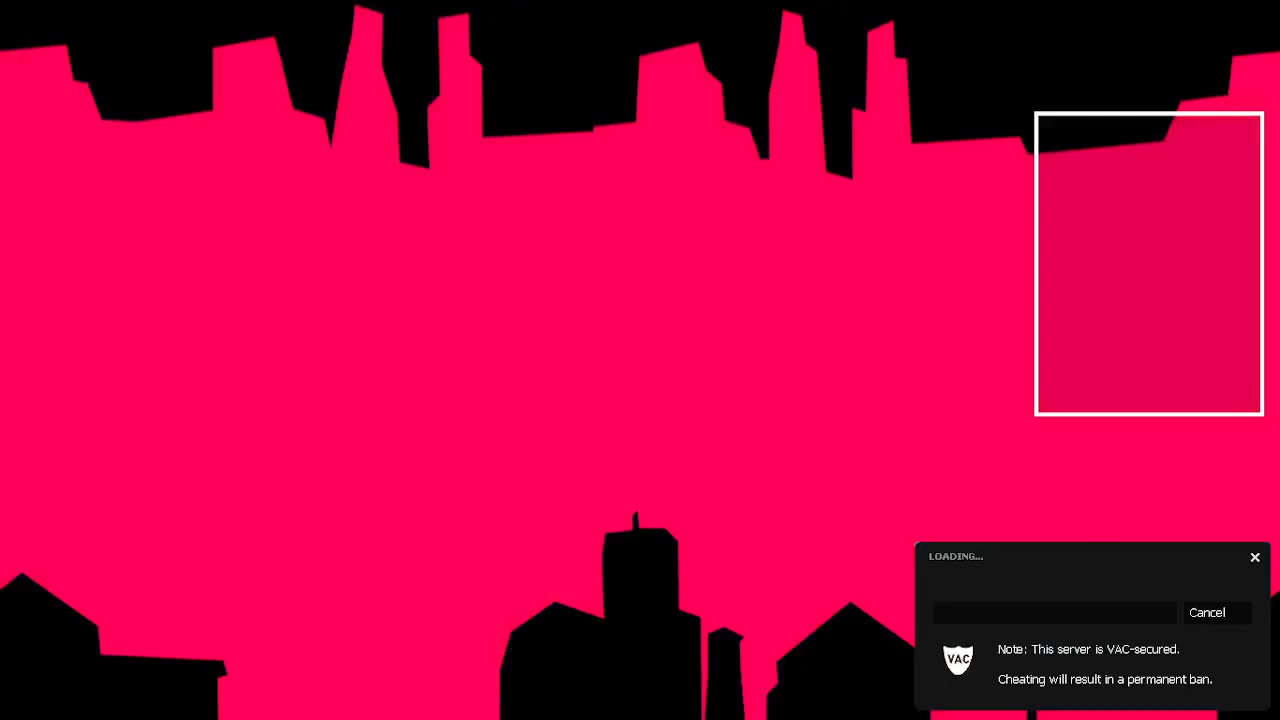 LOADING...
Cancel
VAC
Note: This server is VAC-secured.
Cheating will result in a permanent ban.